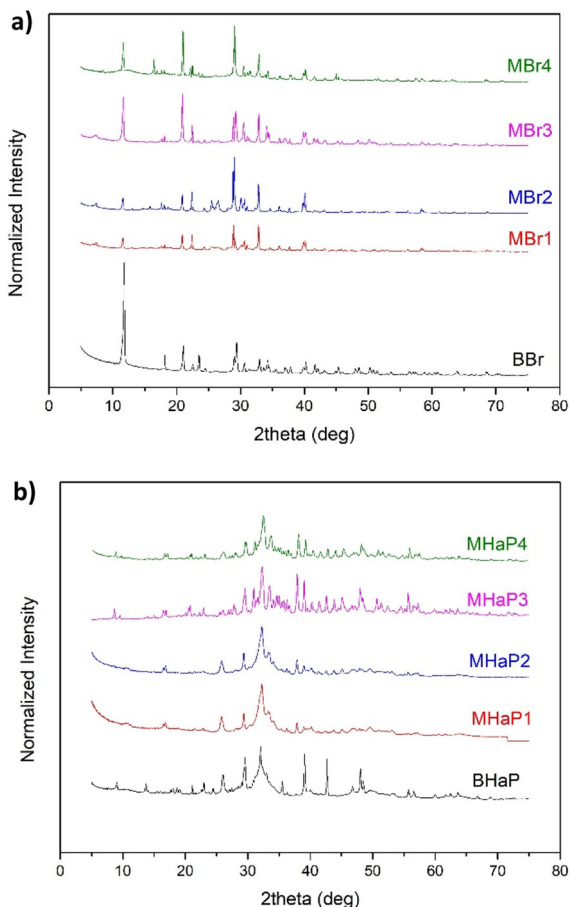 a)
MBr4
MBr3
MBr2
MBr1
BBr
Normalized Intensity
0 10 20 30 40 50 60 70 80
2theta (deg)
b)
MHaP4
MHaP3
MHaP2
MHaP1
BHaP
Normalized Intensity
0 10 20 30 40 50 60 70 80
2theta (deg)